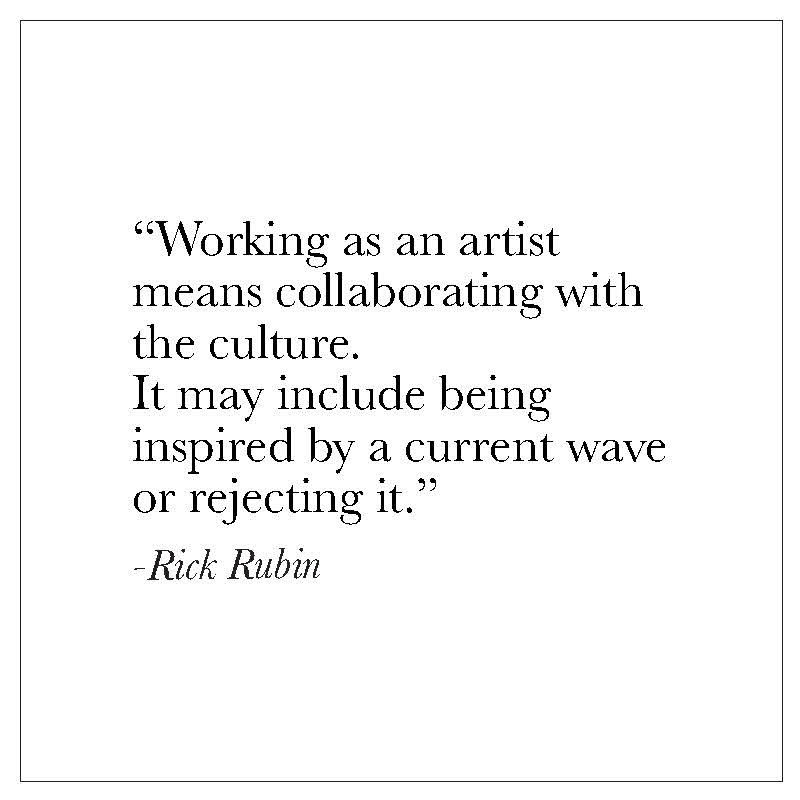 “Working as an artist
means collaborating with
the culture.
It may include being
inspired by a current wave
or rejecting it.”
-Rick Rubin